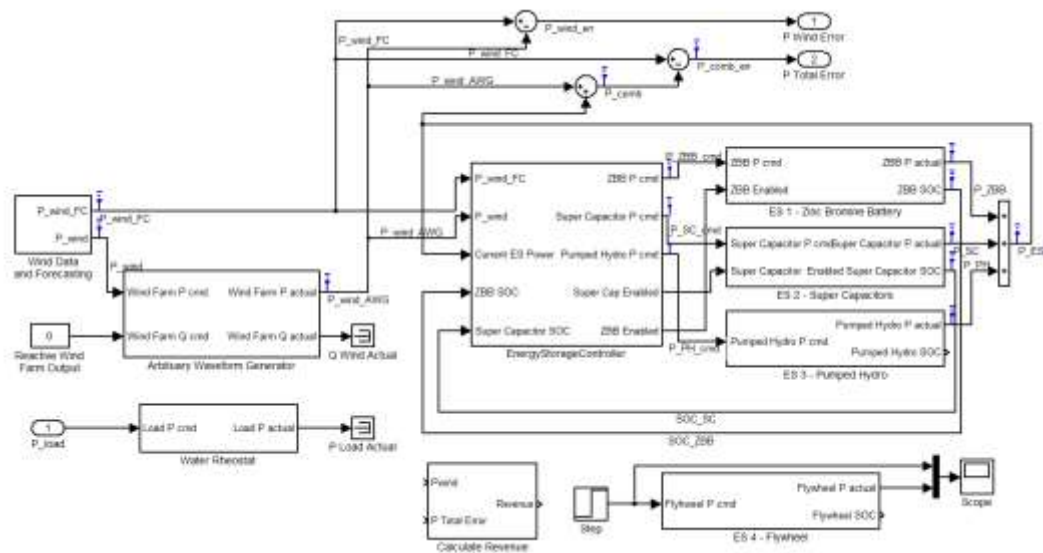 P_wind_FC
P_wind_err
1
P Wind Error
P_wind_FC
P_wind_AWG
P_comb
P_comb_err
2
P Total Error
P_wind_FC
P_wind
P_wind_FC
Wind Data
and Forecasting
P_wind
Wind Farm P cmd
Wind Farm P actual
Wind Farm Q cmd
Wind Farm Q actual
Arbituary Waveform Generator
P_wind_AWG
0
Reactive Wind
Farm Output
Q Wind Actual
1
P_load
Load P cmd
Load P actual
Water Rheostat
P Load Actual
P_wind_AWG
P_wind_FC
P_wind
Current ES Power
ZBB SOC
Super Capacitor SOC
ZBB P cmd
Super Capacitor P cmd
Pumped Hydro P cmd
Super Cap Enabled
ZBB Enabled
EnergyStorageController
P_ZBB_cmd
P_SC_cmd
P_PH_cmd
ZBB P cmd
ZBB P actual
ZBB Enabled
ZBB SOC
ES 1 - Zinc Bromine Battery
Super Capacitor P cmd
Super Capacitor P actual
Super Capacitor Enabled
Super Capacitor SOC
ES 2 - Super Capacitors
Pumped Hydro P actual
Pumped Hydro P cmd
Pumped Hydro SOC
ES 3 - Pumped Hydro
P_ZBB
P_SC
P_PH
P_ES
SOC_SC
SOC_ZBB
Pwind
Revenue
P Total Error
Calculate Revenue
Step
Flyheeel P cmd
Flywheel P actual
Flywheel SOC
ES 4 - Flywheel
Scope